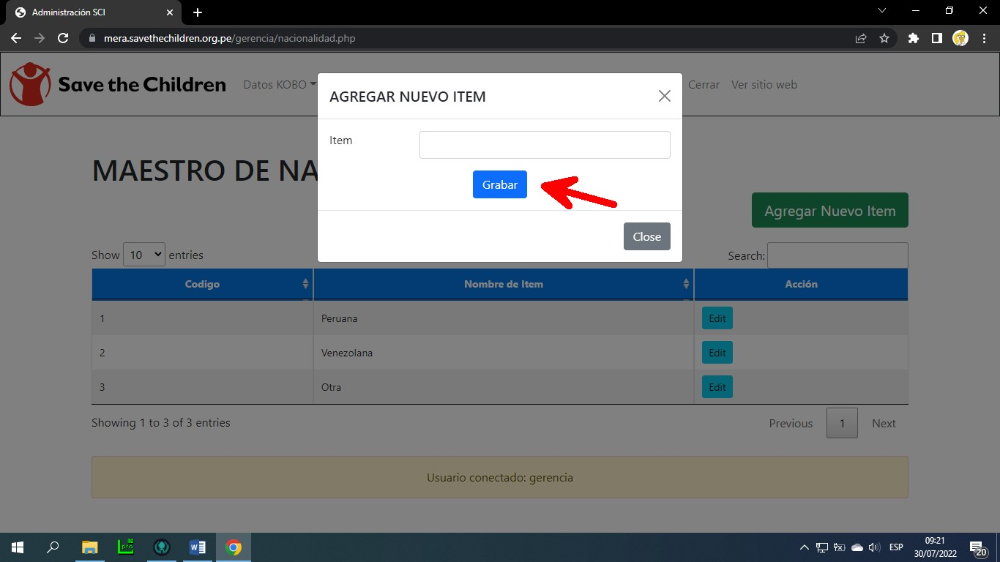 Administración SCI
mera.savethechildren.org.pe/gerencia/nacionalidad.php
Save the Children Datos KOBO Cerrar Ver sitio web
AGREGAR NUEVO ITEM
Item
Grabar
Close
MAESTRO DE NA
Agregar Nuevo Item
Show 10 entries Search:
Codigo Nombre de Item Acción
1 Peruana Edit
2 Venezolana Edit
3 Otra Edit
Showing 1 to 3 of 3 entries Previous 1 Next
Usuario conectado: gerencia
ESP 09:21
30/07/2022 20